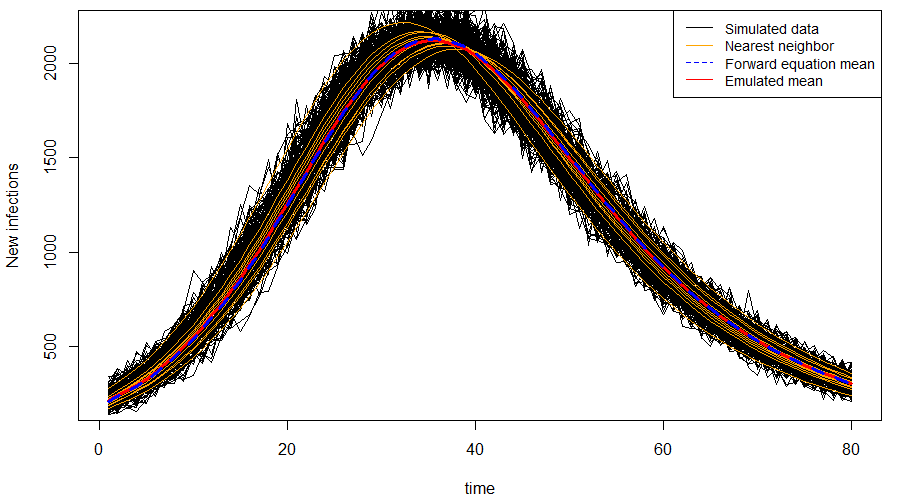 Simulated data
Nearest neighbor
Forward equation mean
Emulated mean
New infections
2000
1500
1000
500
0 20 40 60 80
time